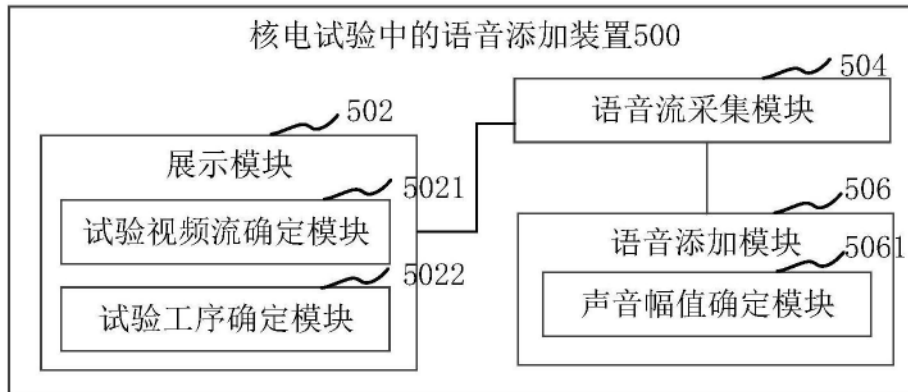 核电试验中的语音添加装置500
504
语音流采集模块
502
展示模块
5021
试验视频流确定模块
5022
试验工序确定模块
506
语音添加模块
5061
声音幅值确定模块